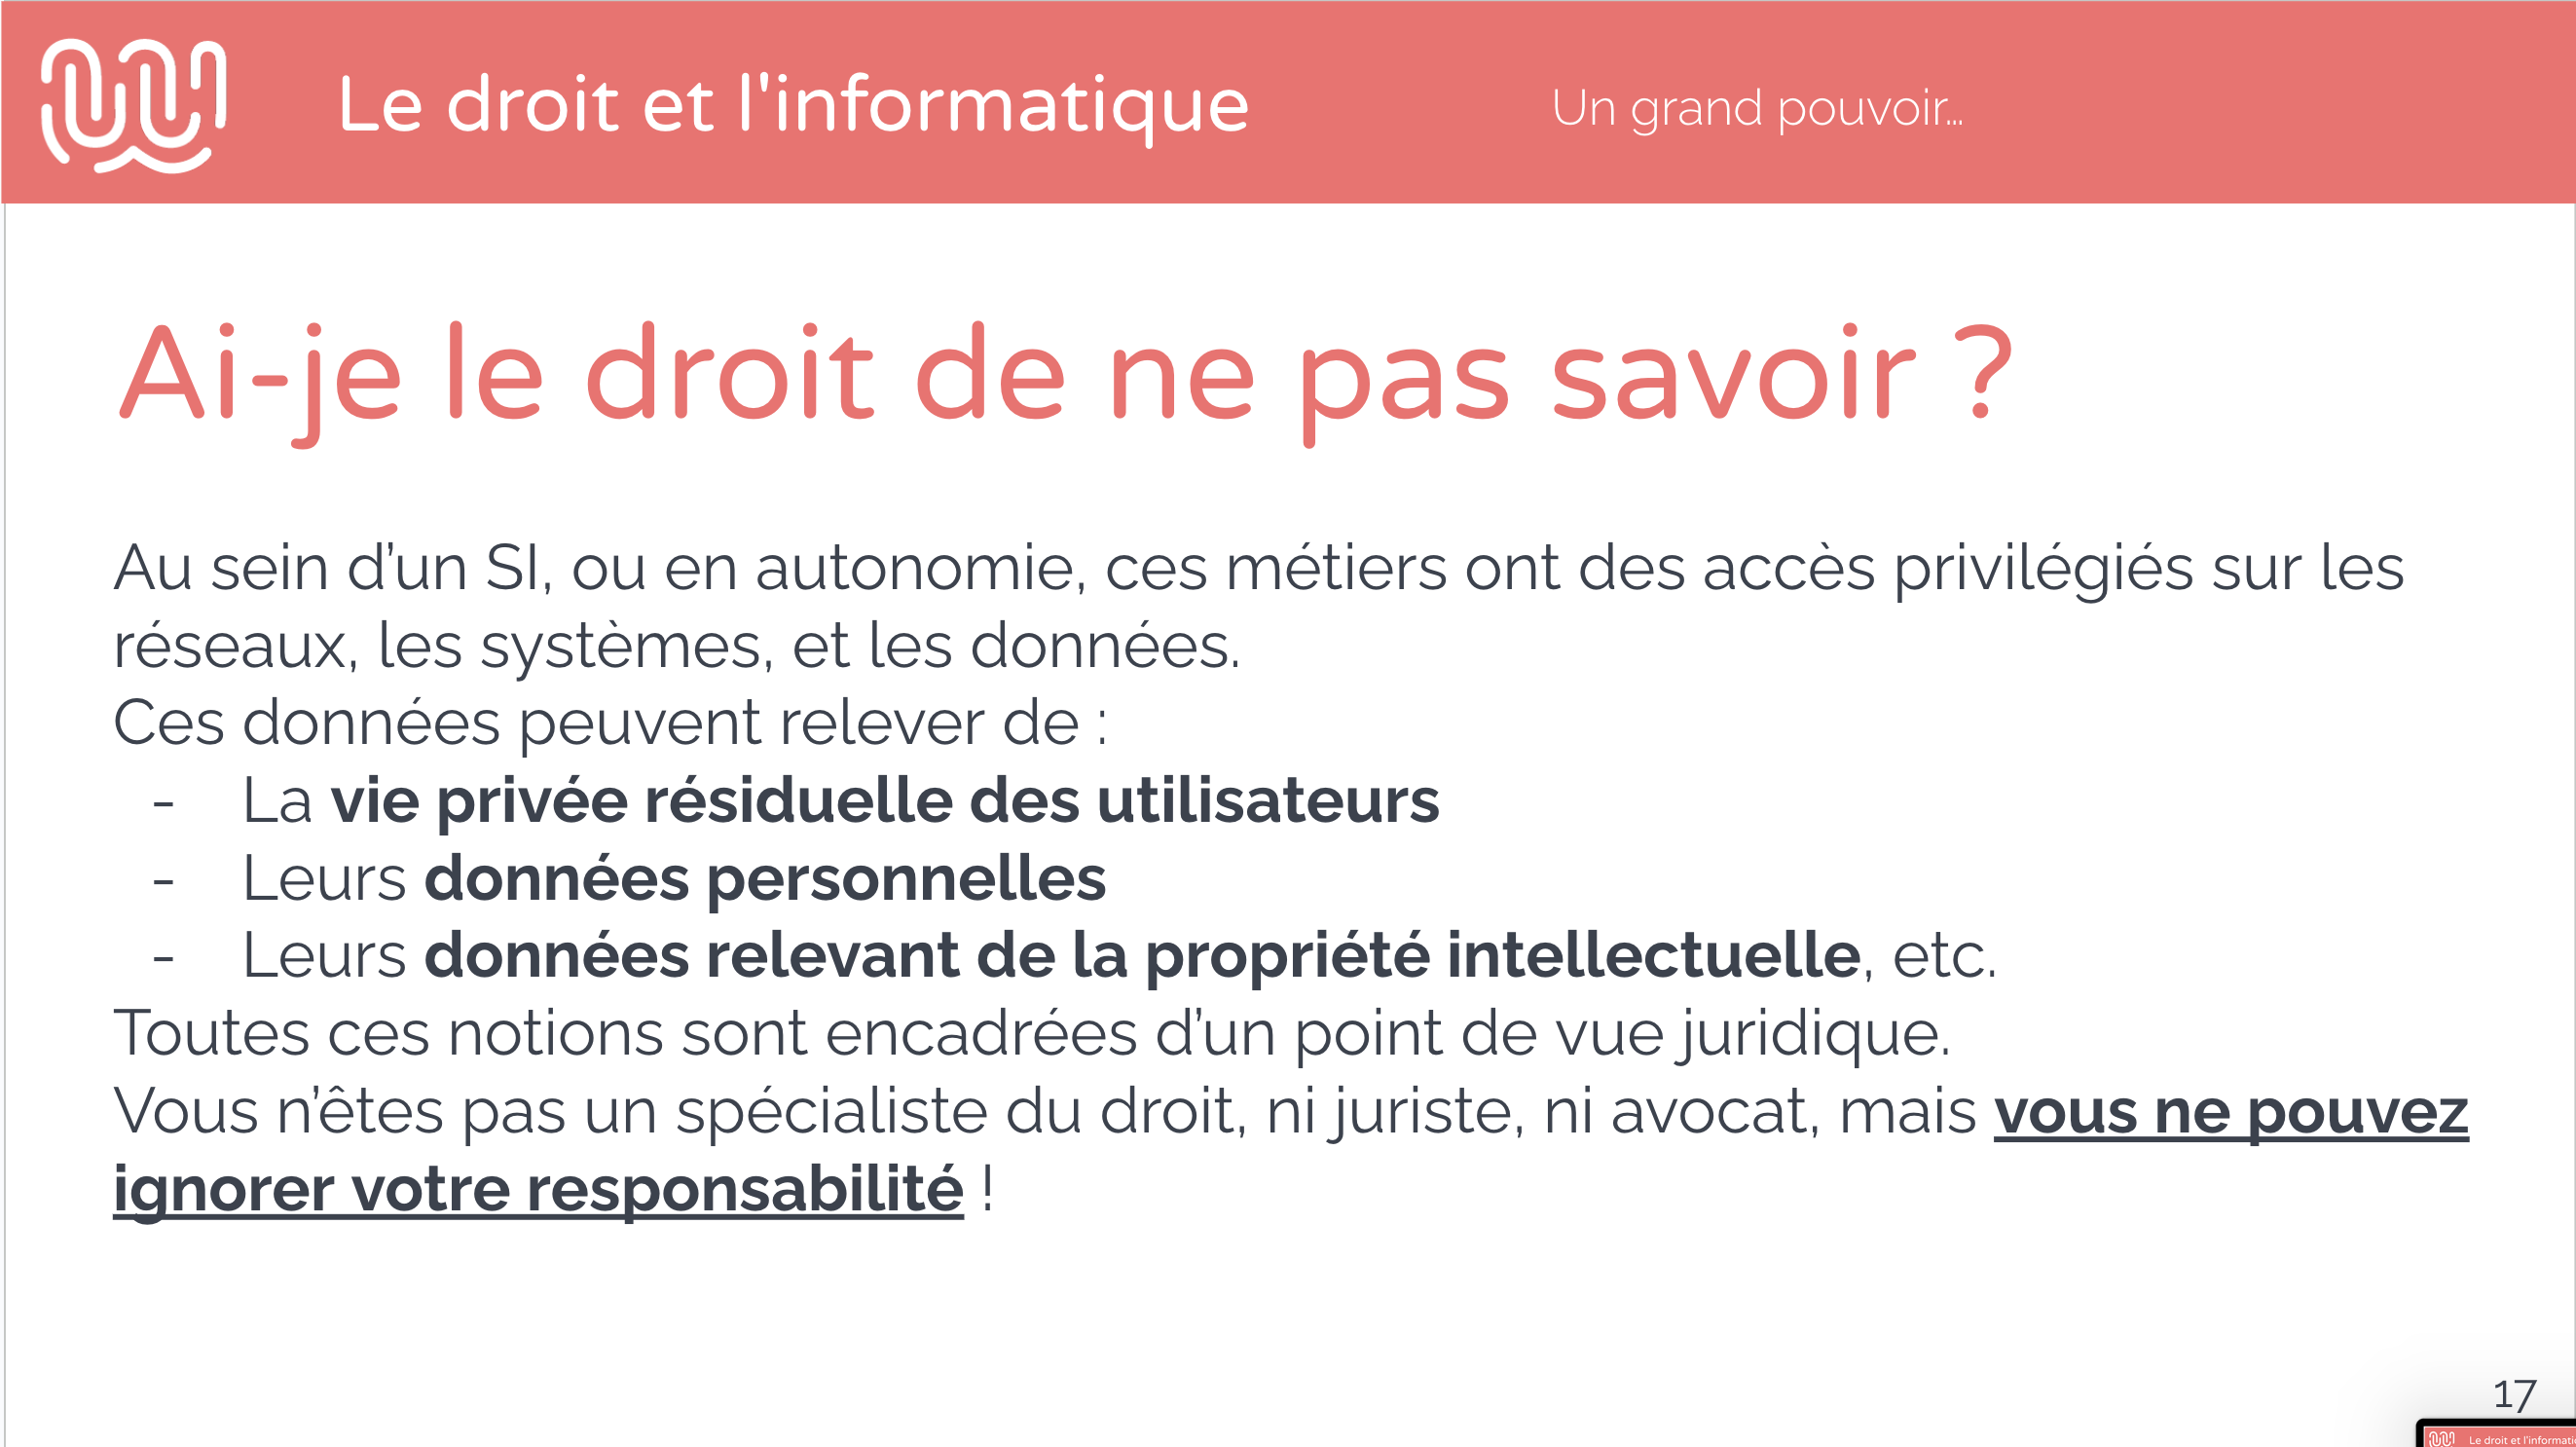 Le droit et l'informatique
Un grand pouvoir...
Ai-je le droit de ne pas savoir ?
Au sein d’un SI, ou en autonomie, ces métiers ont des accès privilégiés sur les
réseaux, les systèmes, et les données.
Ces données peuvent relever de :
- La vie privée résiduelle des utilisateurs
- Leurs données personnelles
- Leurs données relevant de la propriété intellectuelle, etc.
Toutes ces notions sont encadrées d’un point de vue juridique.
Vous n’êtes pas un spécialiste du droit, ni juriste, ni avocat, mais vous ne pouvez
ignorer votre responsabilité !
17
Le droit et l'informati